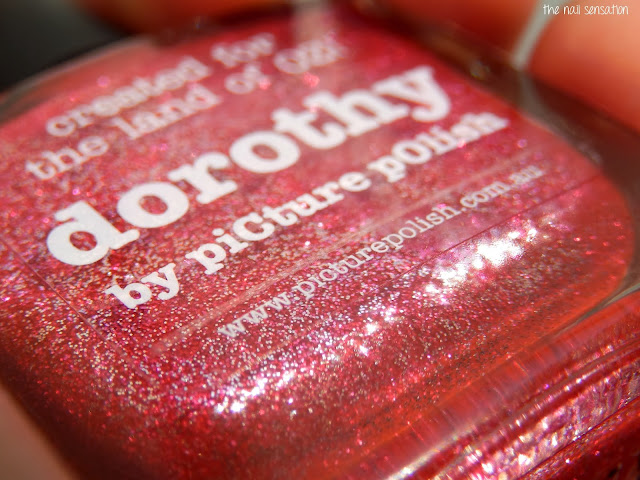 the nail sensation
created for
the land of OZ!
dorothy
by piCture pOlish
www.picturepolish.com.au